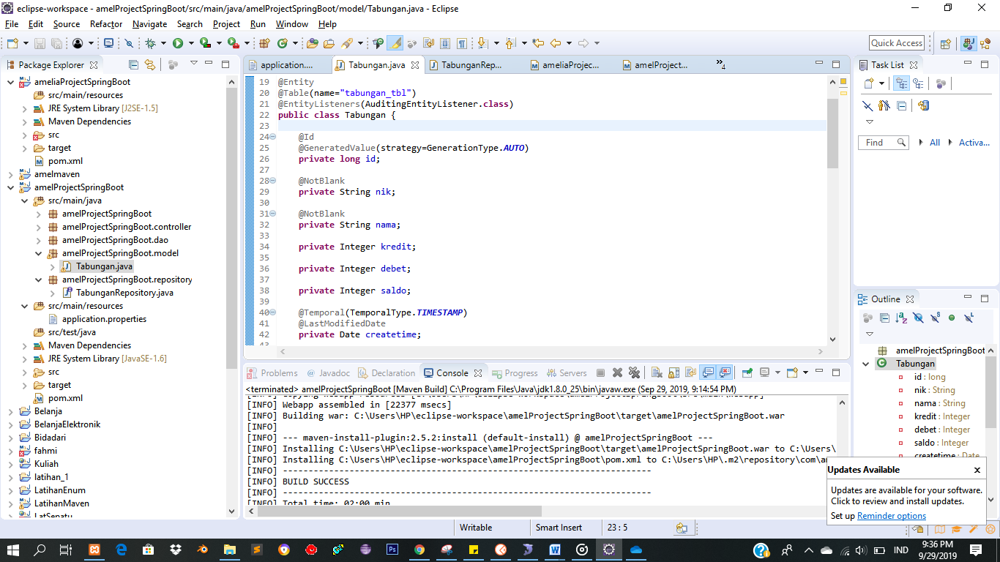 eclipse-workspace - amelProjectSpringBoot/src/main/java/amelProjectSpringBoot/model/Tabungan.java - Eclipse
File Edit Source Refactor Navigate Search Project Run Window Help
Quick Access
Package Explorer
ameliaProjectSpringBoot
src/main/resources
JRE System Library [J2SE-1.5]
Maven Dependencies
src
target
pom.xml
amelmaven
amelProjectSpringBoot
src/main/java
amelProjectSpringBoot
amelProjectSpringBoot.controller
amelProjectSpringBoot.dao
amelProjectSpringBoot.model
Tabungan.java
amelProjectSpringBoot.repository
TabunganRepository.java
src/main/resources
application.properties
src/test/java
Maven Dependencies
JRE System Library [JavaSE-1.6]
src
target
pom.xml
Belanja
BelanjaElektronik
Bidadari
fahmi
Kuliah
latihan_1
LatihanEnum
LatihanMaven
LatSepatu
application.... Tabungan.java TabunganRep... ameliaProjec... amelProject... 4
19 @Entity
20 @Table(name="tabungan_tbl")
21 @EntityListeners(AuditingEntityListener.class)
22 public class Tabungan {
23
24 @Id
25 @GeneratedValue(strategy=GenerationType.AUTO)
26 private long id;
27
28 @NotBlank
29 private String nik;
30
31 @NotBlank
32 private String nama;
33
34 private Integer kredit;
35
36 private Integer debet;
37
38 private Integer saldo;
39
40 @Temporal(TemporalType.TIMESTAMP)
41 @LastModifiedDate
42 private Date createtime;
43
Problems Javadoc Declaration Console Progress Servers
<terminated> amelProjectSpringBoot [Maven Build] C:\Program Files\Java\jdk1.8.0_25\bin\javaw.exe (Sep 29, 2019, 9:14:54 PM)
[INFO] Copying webapp resources [C:\Users\HP\eclipse-workspace\amelProjectSpringBoot\src\main\webapp]
[INFO] Webapp assembled in [22377 msecs]
[INFO] Building war: C:\Users\HP\eclipse-workspace\amelProjectSpringBoot\target\amelProjectSpringBoot.war
[INFO]
[INFO] --- maven-install-plugin:2.5.2:install (default-install) @ amelProjectSpringBoot ---
[INFO] Installing C:\Users\HP\eclipse-workspace\amelProjectSpringBoot\target\amelProjectSpringBoot.war to C:\Users\
[INFO] Installing C:\Users\HP\eclipse-workspace\amelProjectSpringBoot\pom.xml to C:\Users\HP\.m2\repository\com\am
[INFO] ------------------------------------------------------------------------
[INFO] BUILD SUCCESS
[INFO] ------------------------------------------------------------------------
[INFO] Total time: 02:00 min
Task List
Find All Activa...
Outline
amelProjectSpringBoot
Tabungan
id : long
nik : String
nama : String
kredit : Integer
debet : Integer
saldo : Integer
createtime : Date
Updates Available
Updates are available for your software.
Click to review and install updates.
Set up Reminder options
Writable Smart Insert 23 : 5
IND
9:36 PM
9/29/2019